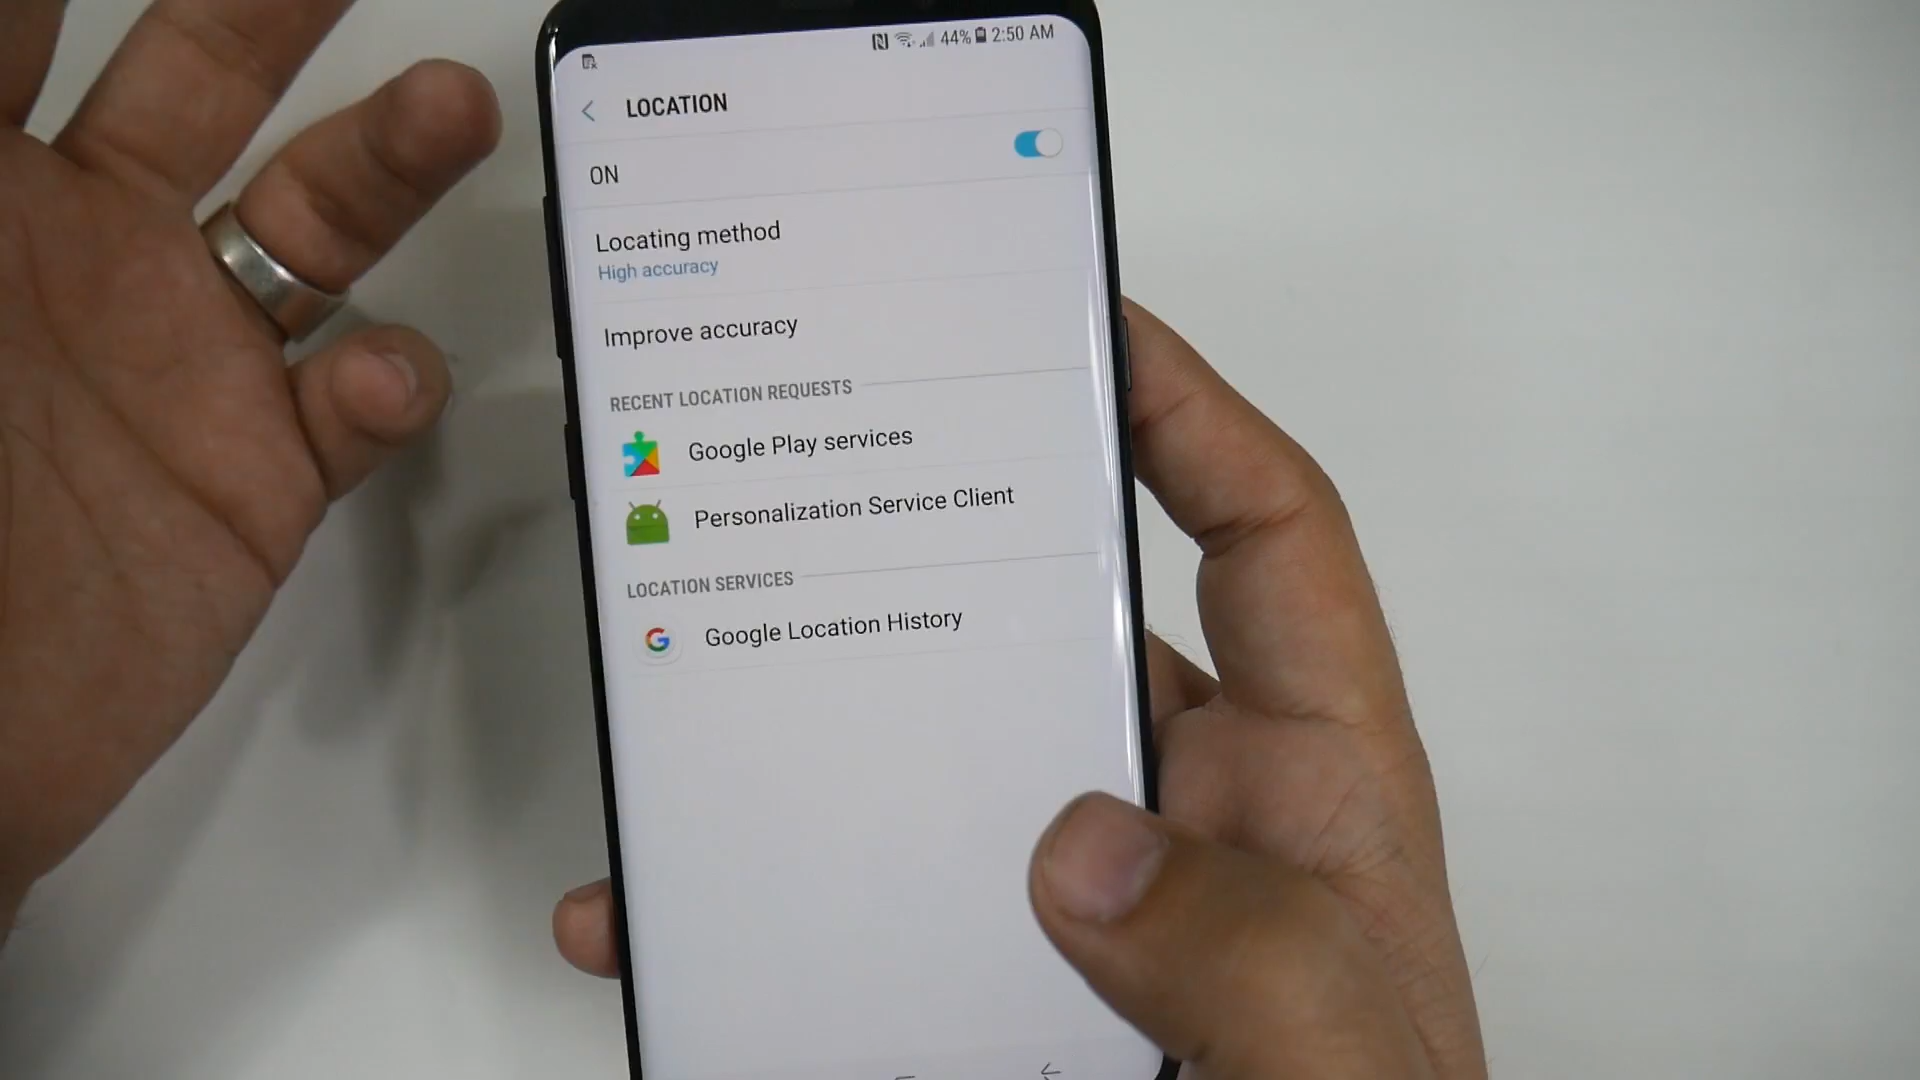 44% 2:50 AM
LOCATION
ON
Locating method
High accuracy
Improve accuracy
RECENT LOCATION REQUESTS
Google Play services
Personalization Service Client
LOCATION SERVICES
G Google Location History